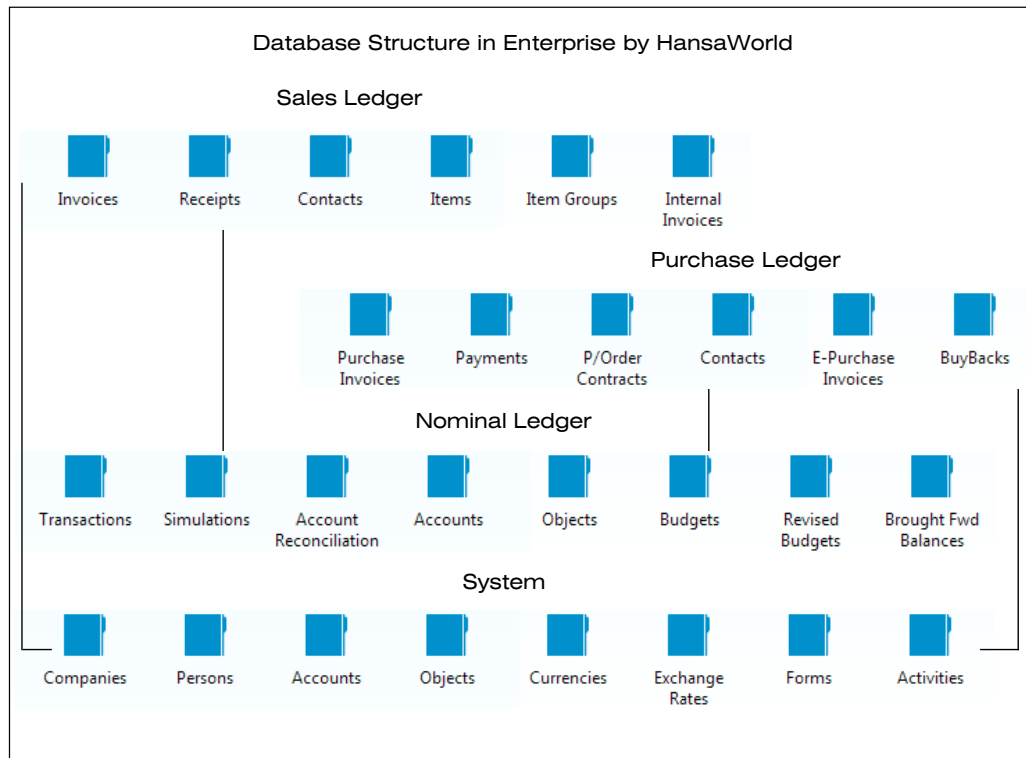 Database Structure in Enterprise by HansaWorld
Sales Ledger
Invoices
Receipts
Contacts
Items
Item Groups
Internal
Invoices
Purchase Ledger
Purchase
Invoices
Payments
P/Order
Contracts
Contacts
E-Purchase
Invoices
BuyBacks
Nominal Ledger
Transactions
Simulations
Account
Reconciliation
Accounts
Objects
Budgets
Revised
Budgets
Brought Fwd
Balances
System
Companies
Persons
Accounts
Objects
Currencies
Exchange
Rates
Forms
Activities